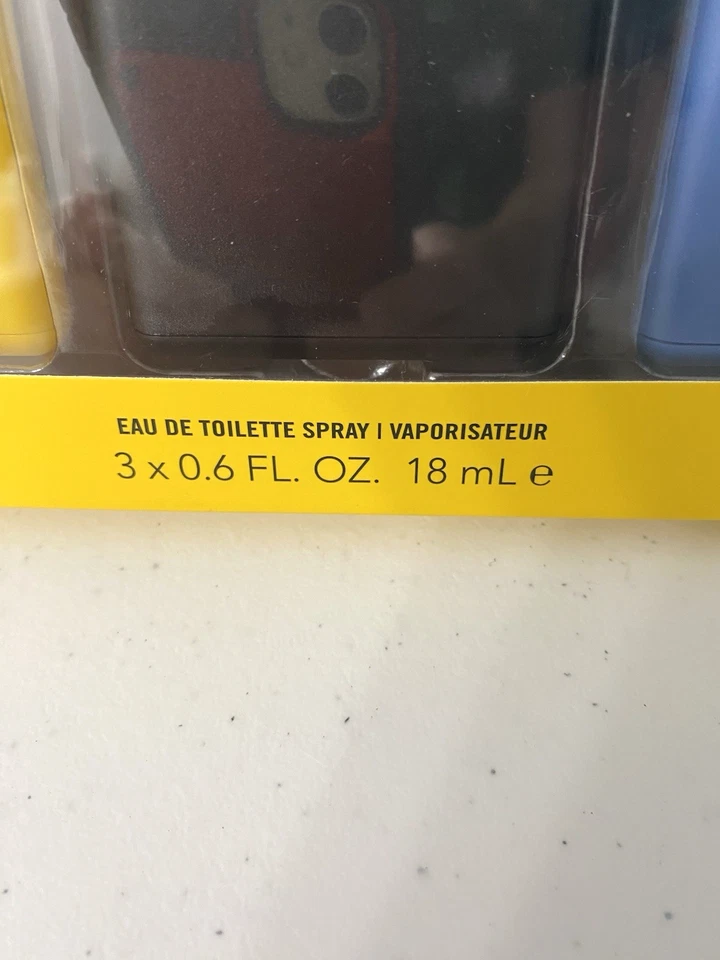 EAU DE TOILETTE SPRAY | VAPORISATEUR
3 x 0.6 FL. OZ. 18 mL ℮